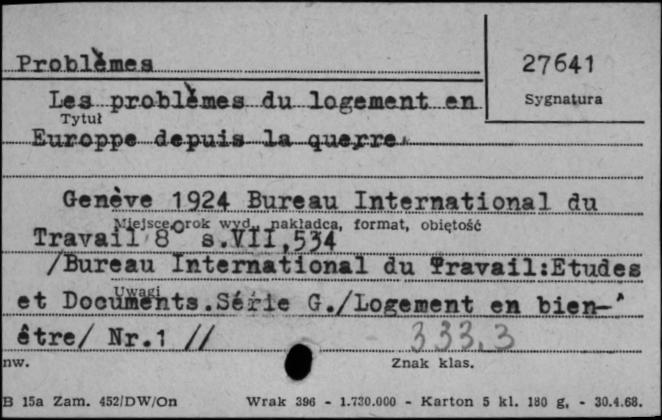 Problèmes
27641
Sygnatura
Les problèmes du logement en
Tytuł
Europpe depuis la querre.
Genève 1924 Bureau International du
Miejsce, rok wyd., nakładca, format, objętość
Travail 8° s.VII,534
/Bureau International du Travail:Etudes
Uwagi
et Documents.Série G./Logement en bien-
être/ Nr.1 //
333.3
nw.
Znak klas.
B 15a Zam. 452/DW/On Wrak 396 - 1.730.000 - Karton 5 kl. 180 g. - 30.4.68.